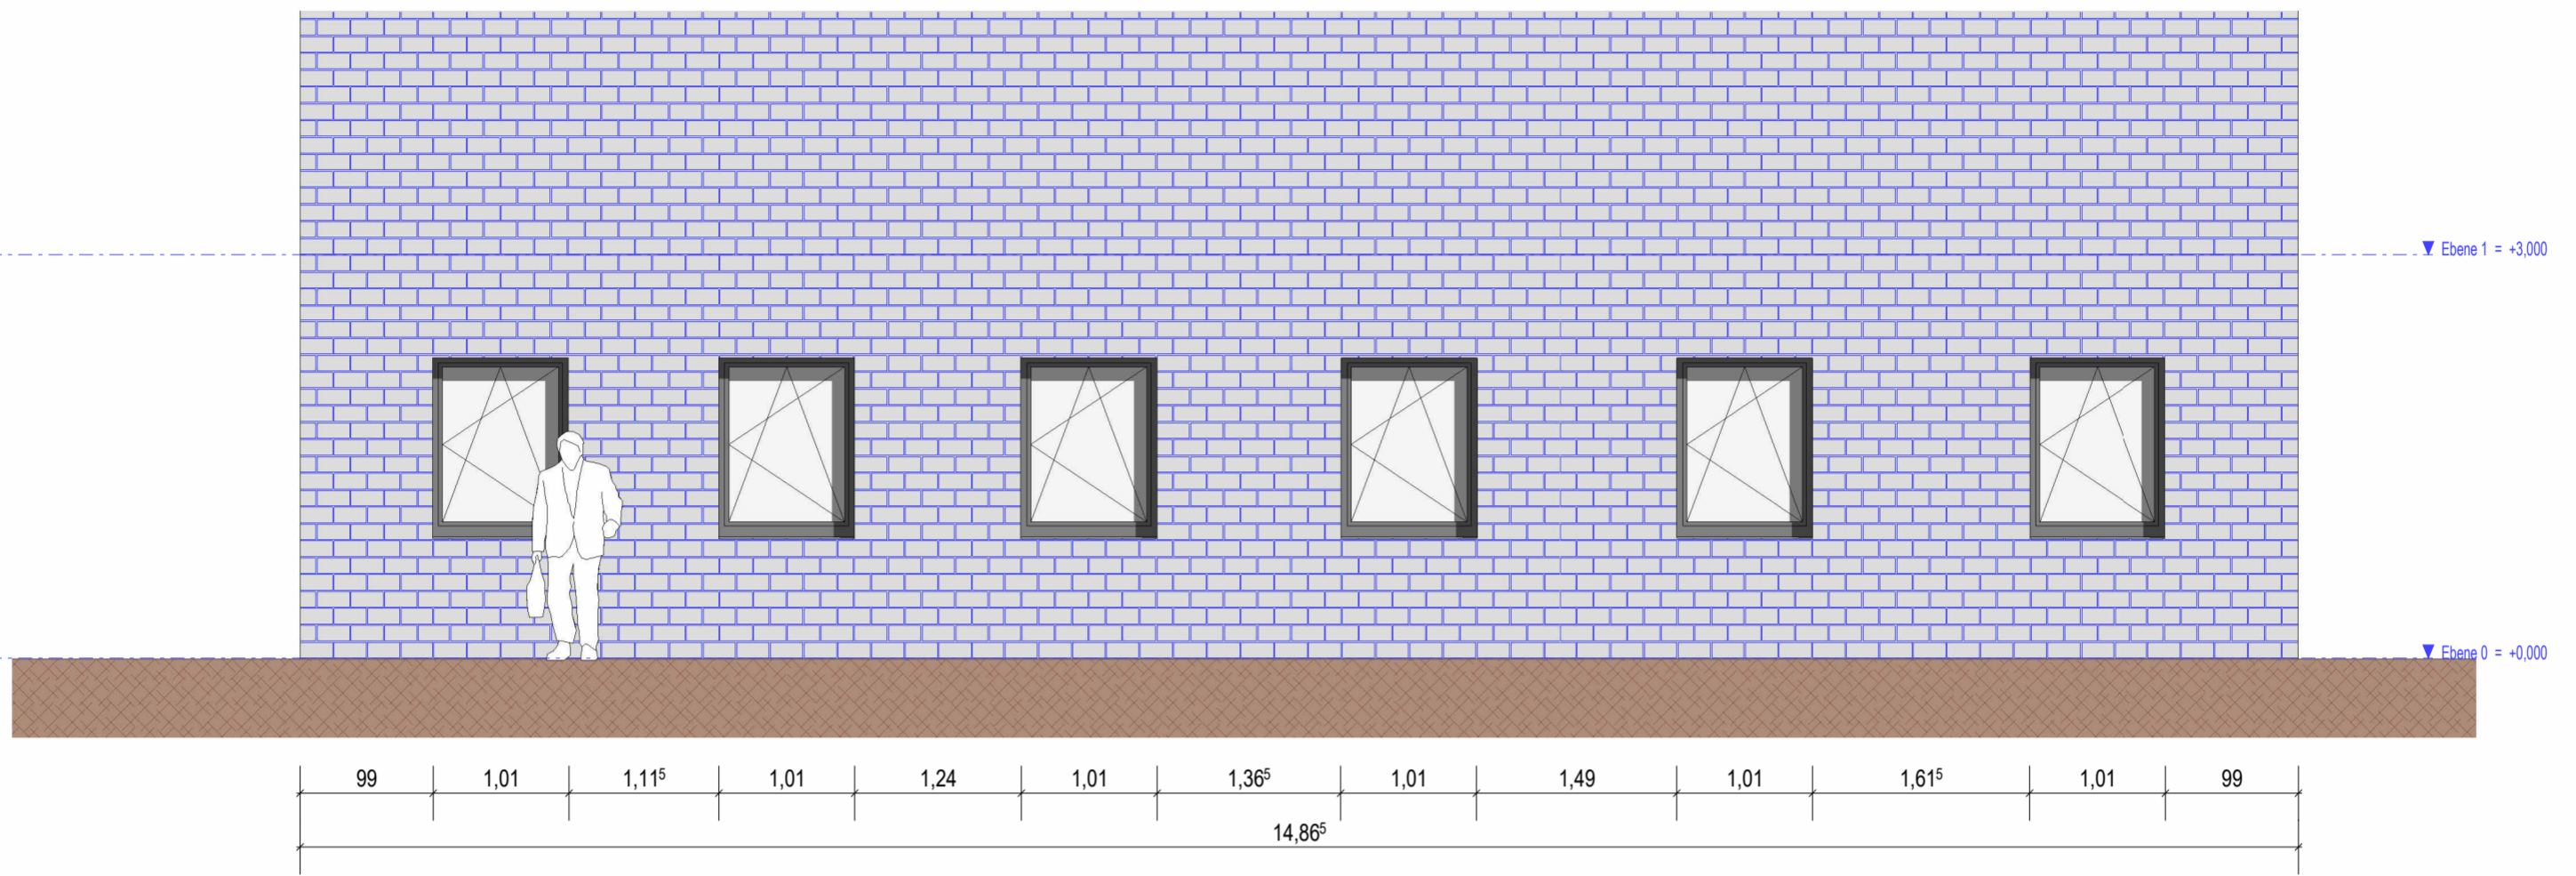 Ebene 1 = +3,000
Ebene 0 = +0,000
99 1,01 1,11⁵ 1,01 1,24 1,01 1,36⁵ 1,01 1,49 1,01 1,61⁵ 1,01 99
14,86⁵